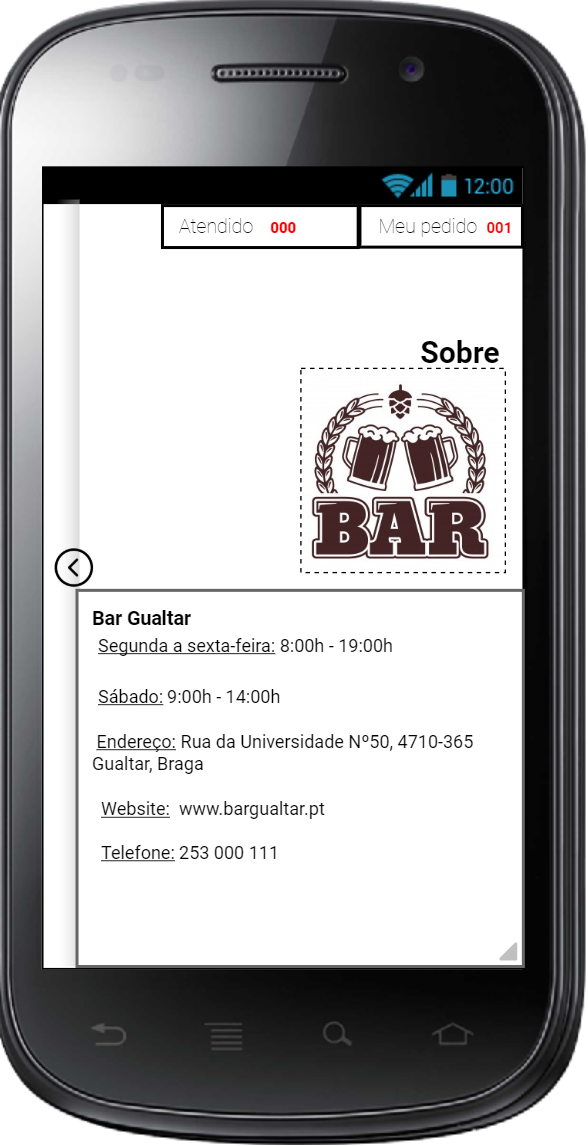 12:00
Atendido 000 Meu pedido 001
Sobre
BAR
Bar Gualtar
Segunda a sexta-feira: 8:00h - 19:00h
Sábado: 9:00h - 14:00h
Endereço: Rua da Universidade Nº50, 4710-365
Gualtar, Braga
Website: www.bargualtar.pt
Telefone: 253 000 111